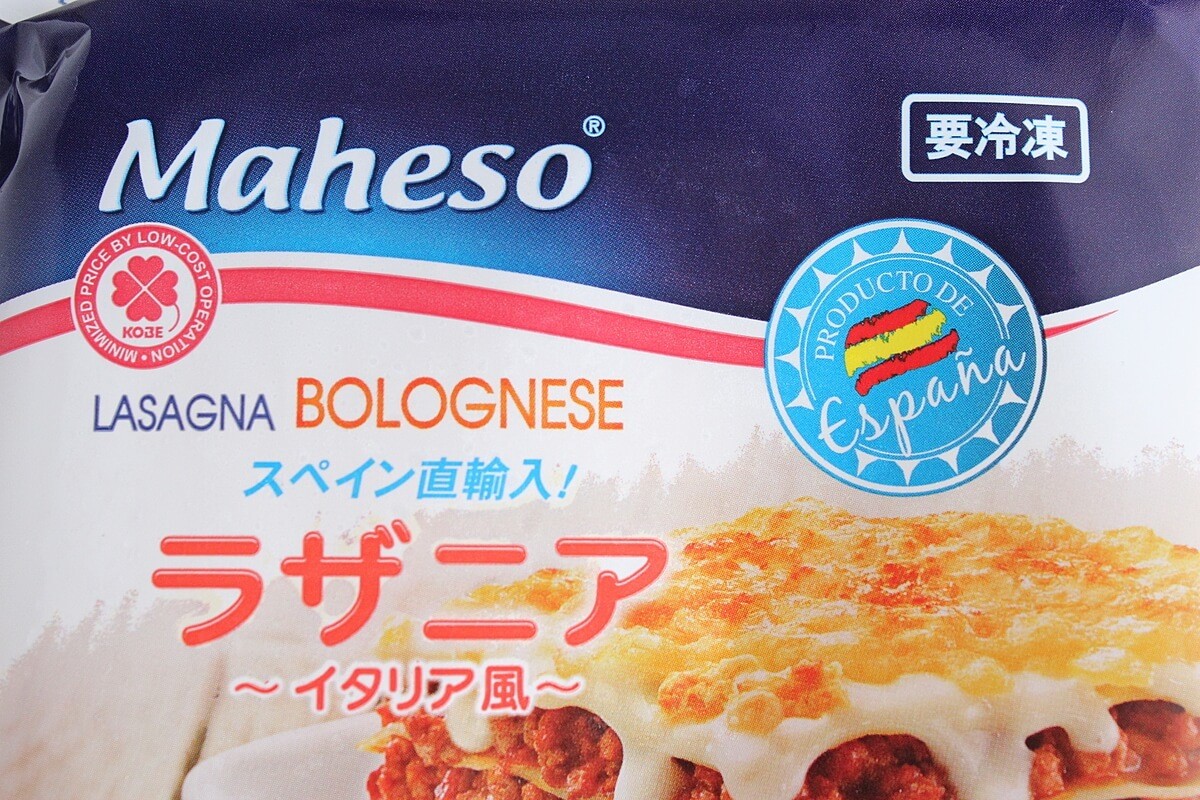 Maheso®
要冷凍
MINIMIZED PRICE BY LOW-COST OPERATION •
KOBE
PRODUCTO DE
España
LASAGNA BOLOGNESE
スペイン直輸入!
ラザニア
~イタリア風~